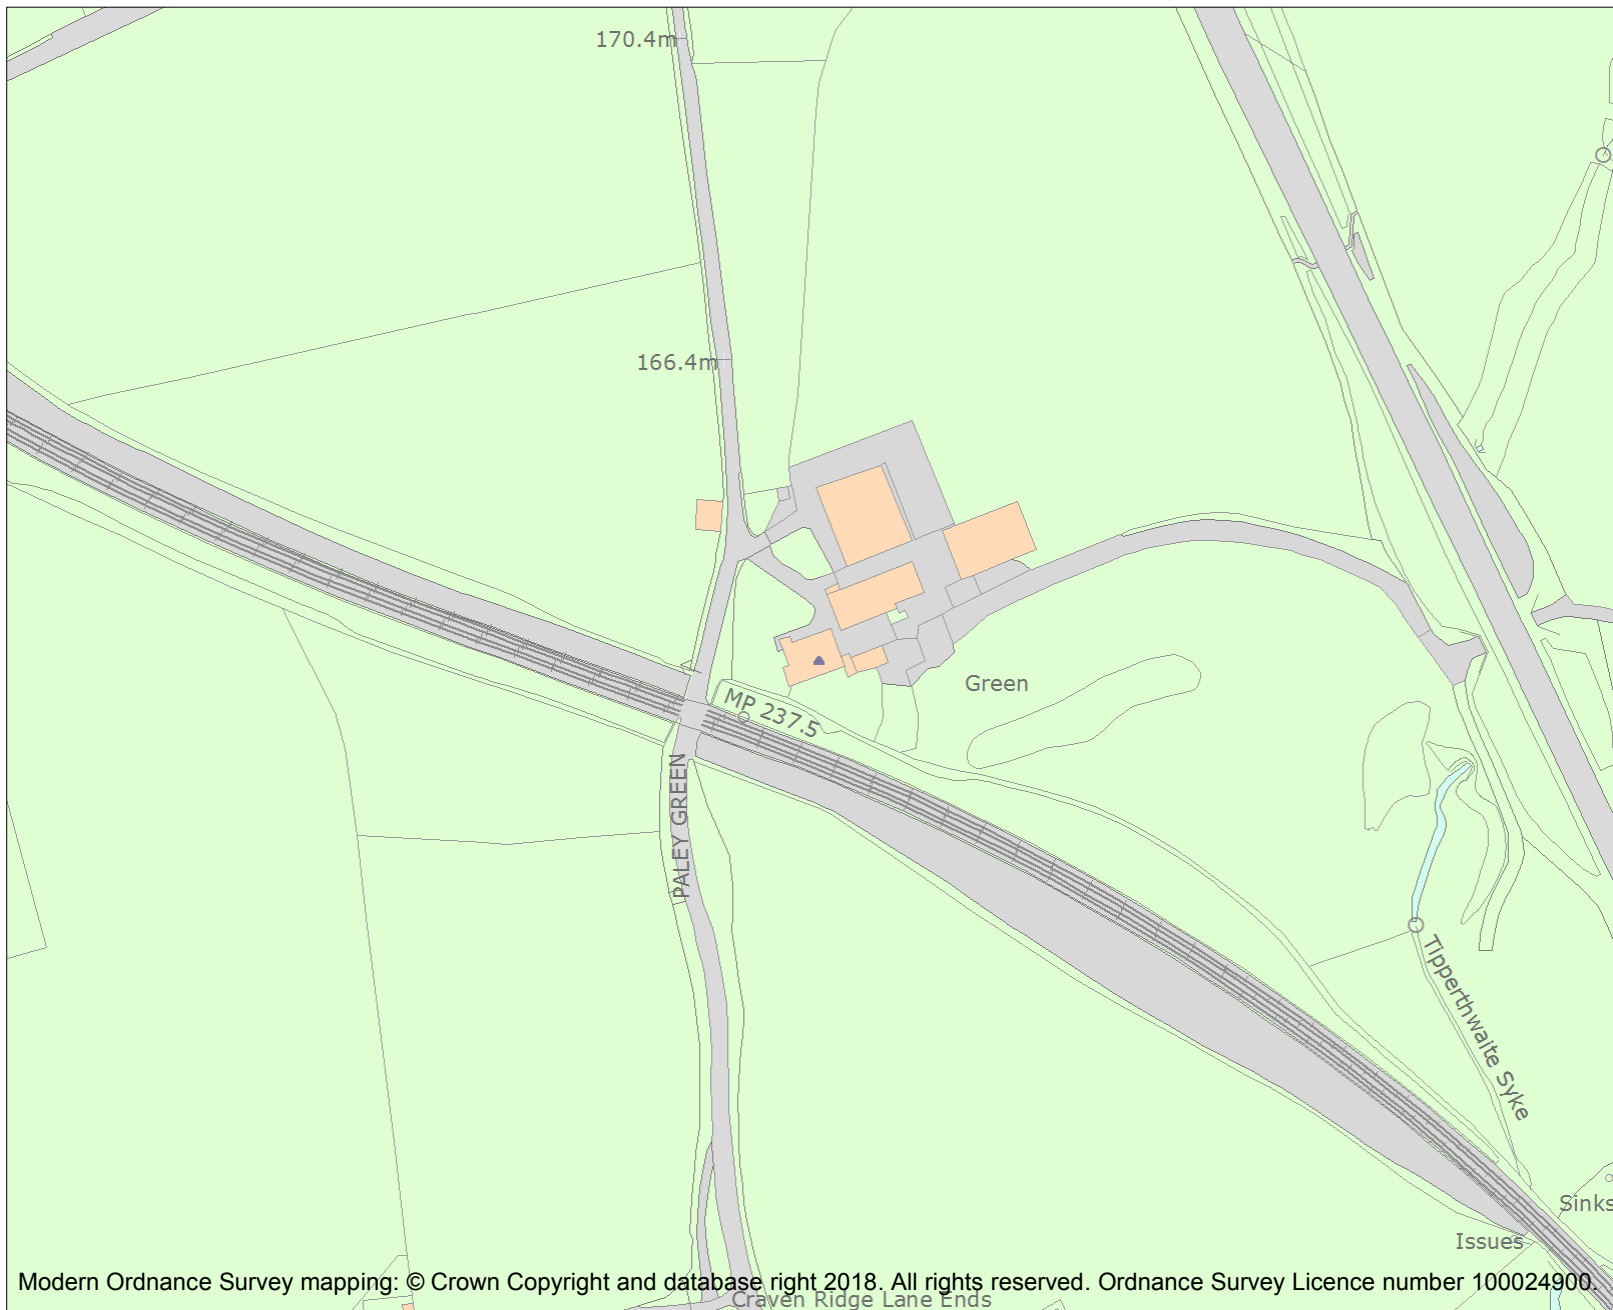 170.4m
166.4m
Green
MP 237.5
PALEY GREEN
Tipperthwaite Syke
Sinks
Issues
Modern Ordnance Survey mapping: © Crown Copyright and database right 2018. All rights reserved. Ordnance Survey Licence number 100024900.
Craven Ridge Lane Ends